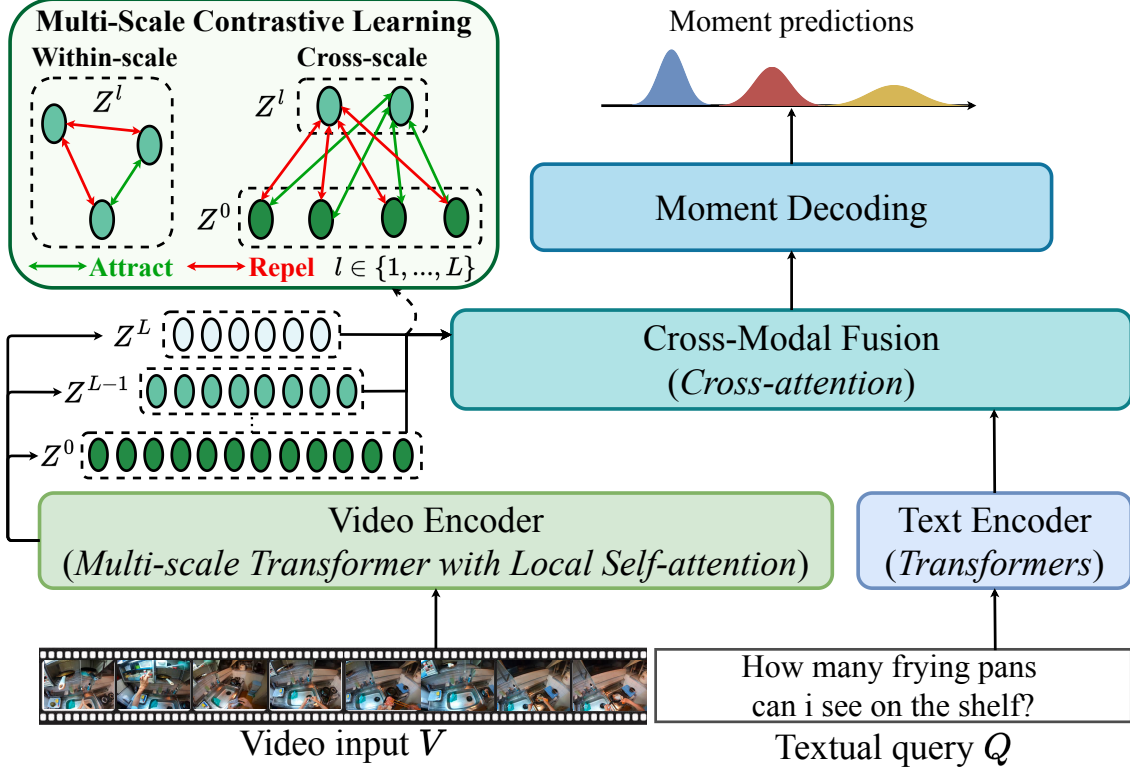 Multi-Scale Contrastive Learning
Within-scale
Cross-scale
Z^l
Z^l
Z^0
Attract
Repel
l ∈ {1, ..., L}
Moment predictions
Moment Decoding
Cross-Modal Fusion
(Cross-attention)
Z^L
Z^{L-1}
Z^0
Video Encoder
(Multi-scale Transformer with Local Self-attention)
Text Encoder
(Transformers)
How many frying pans
can i see on the shelf?
Video input V
Textual query Q